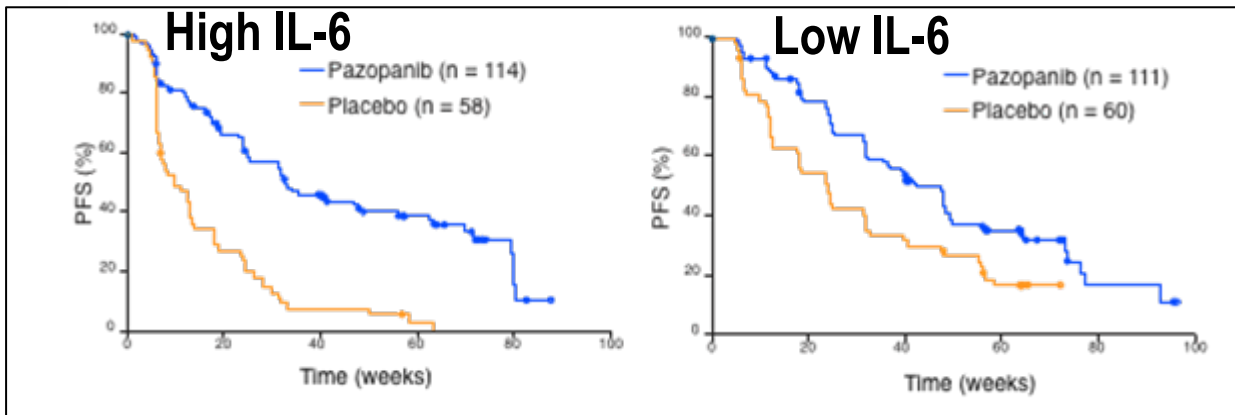 High IL-6
Pazopanib (n = 114)
Placebo (n = 58)
PFS (%)
100
80
60
40
20
0
0 20 40 60 80 100
Time (weeks)
Low IL-6
Pazopanib (n = 111)
Placebo (n = 60)
PFS (%)
100
80
60
40
20
0
0 20 40 60 80 100
Time (weeks)